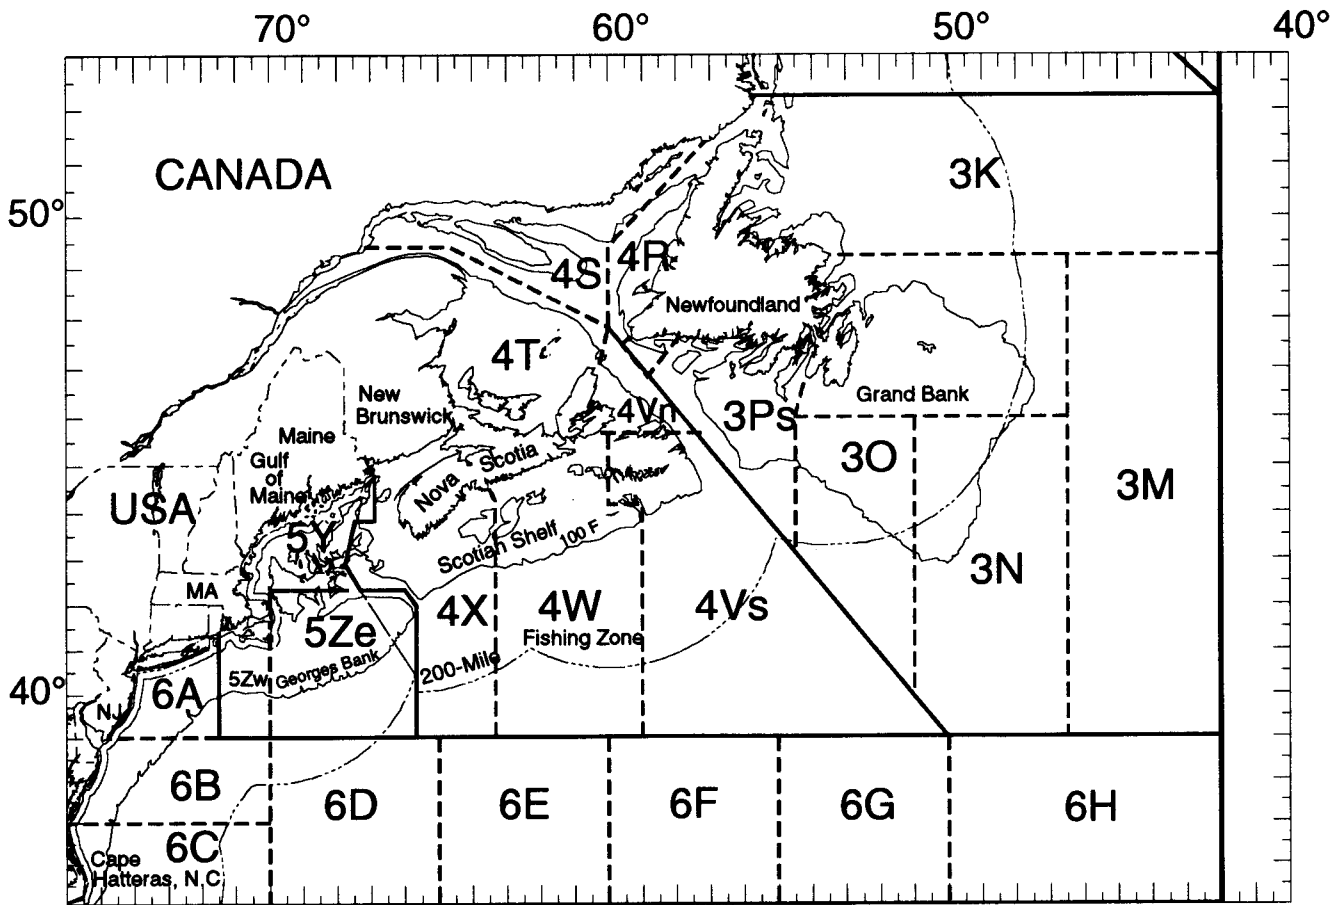 70°
60°
50°
40°
CANADA
3K
50°
4R
4S
Newfoundland
4T
New
Brunswick
Grand Bank
4Vn
3Ps
Maine
3O
Scotia
Gulf
of
Maine
Nova
3M
USA
5Y
Scotian Shelf
100 F
3N
MA
4X
4W
4Vs
5Ze
Fishing Zone
200-Mile
5Zw
Georges Bank
40°
6A
NJ
6B
6D
6E
6F
6G
6H
6C
Cape
Hatteras, N.C